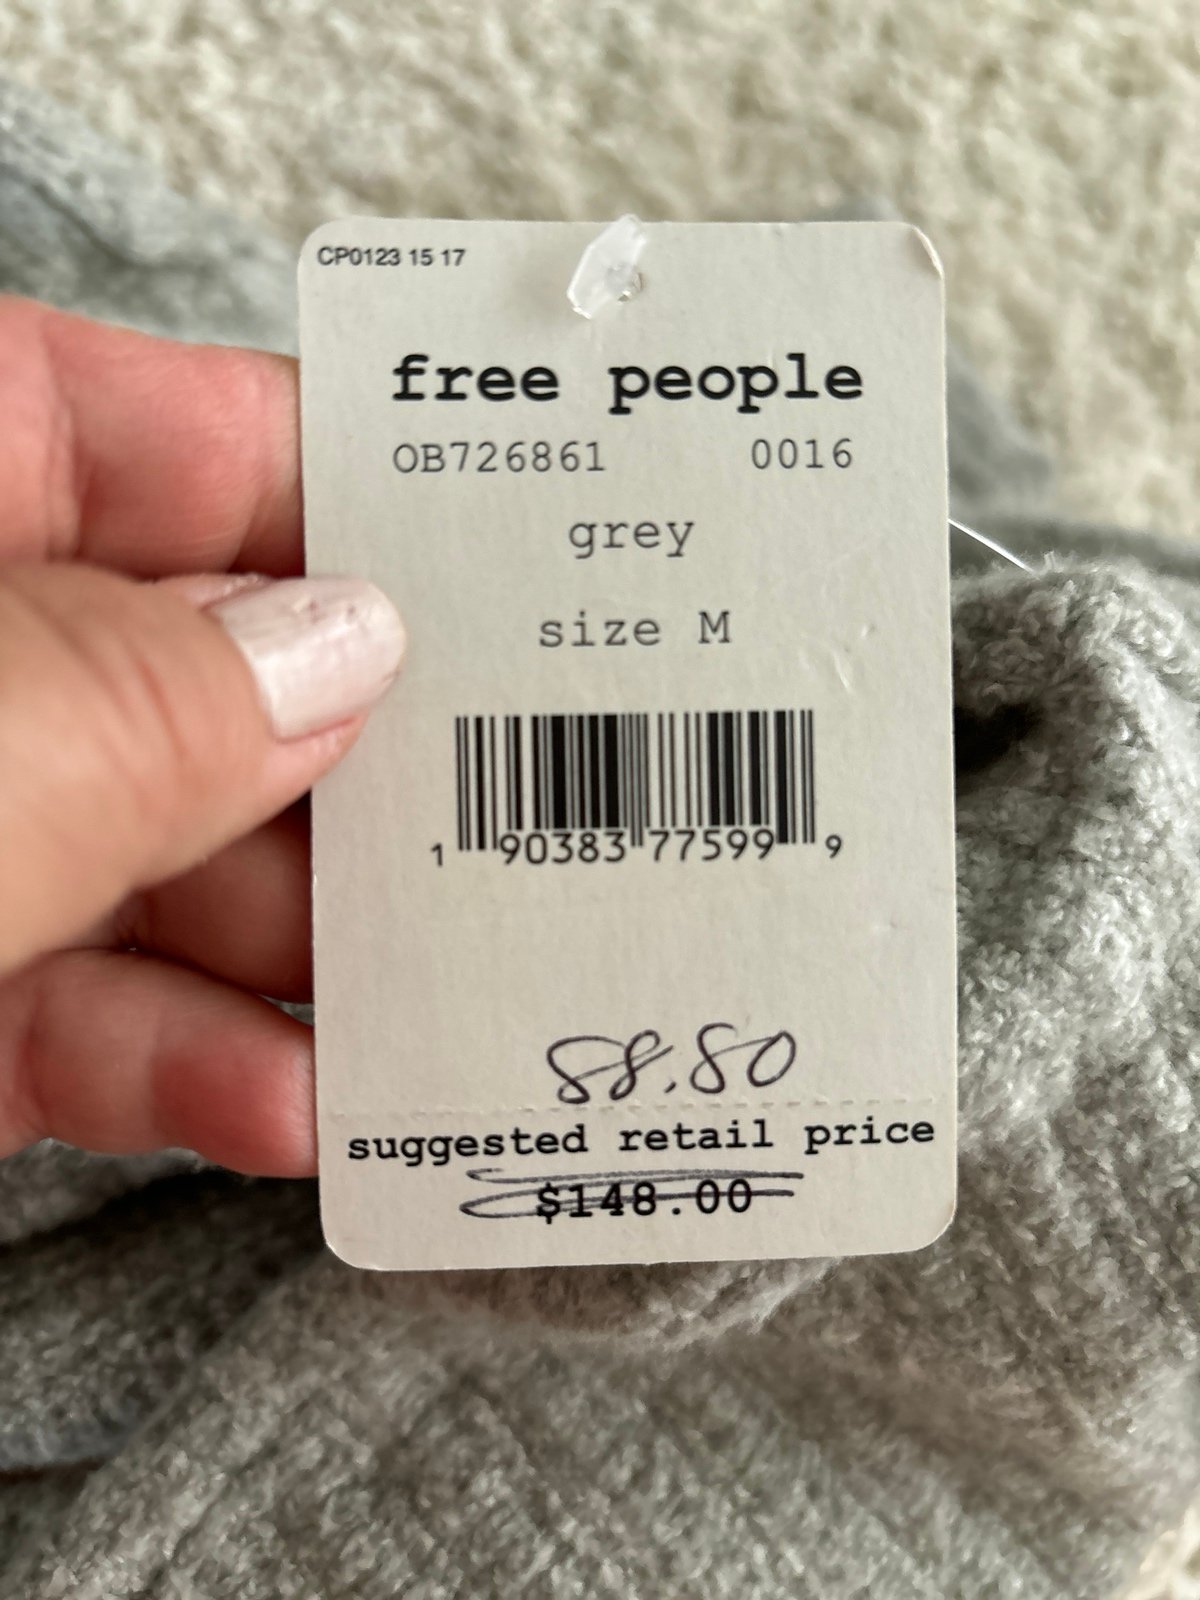 CP0123 15 17
free people
OB726861 0016
grey
size M
1 90383 77599 9
88.80
suggested retail price
$148.00